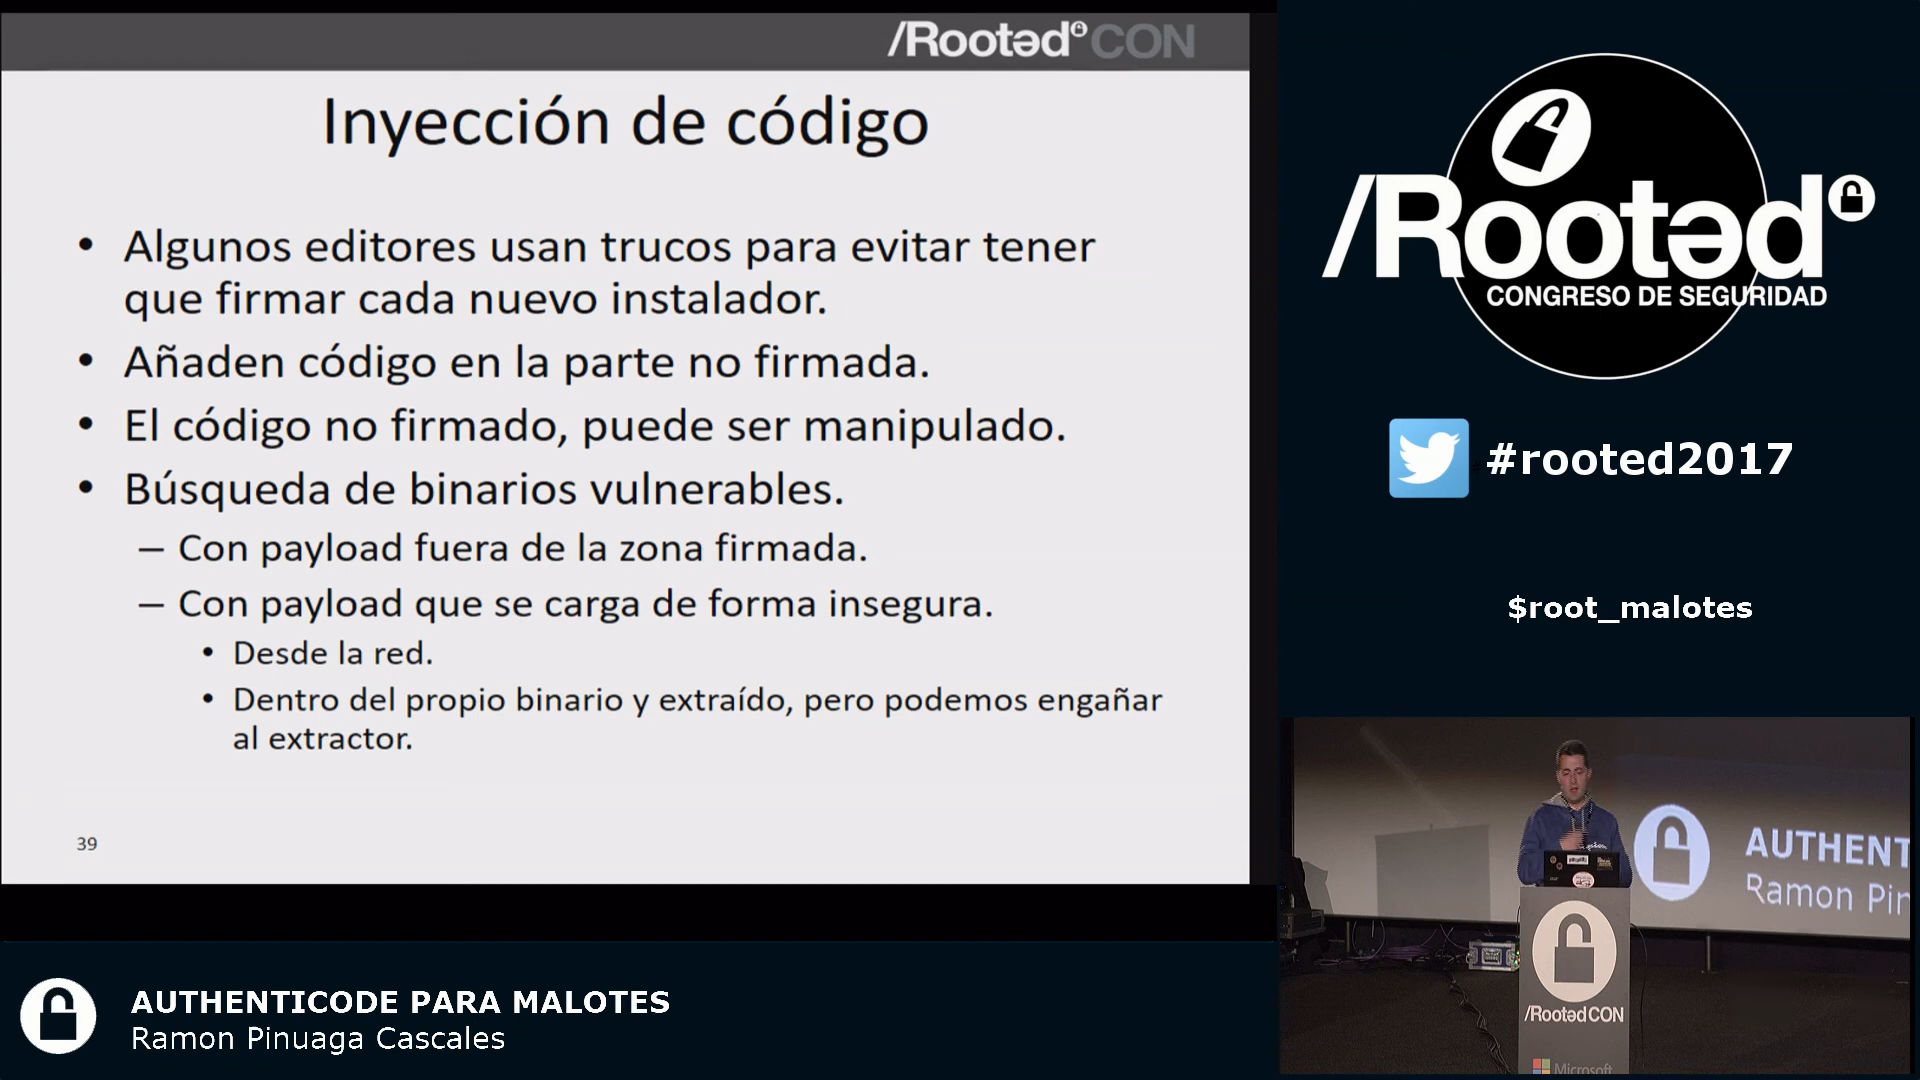 /Rootəd CON
Inyección de código
• Algunos editores usan trucos para evitar tener
que firmar cada nuevo instalador.
• Añaden código en la parte no firmada.
• El código no firmado, puede ser manipulado.
• Búsqueda de binarios vulnerables.
– Con payload fuera de la zona firmada.
– Con payload que se carga de forma insegura.
• Desde la red.
• Dentro del propio binario y extraído, pero podemos engañar
al extractor.
39
/Rootəd
CONGRESO DE SEGURIDAD
#rooted2017
$root_malotes
AUTHENT
Ramon Pin
/RootədCON
Microsoft
AUTHENTICODE PARA MALOTES
Ramon Pinuaga Cascales